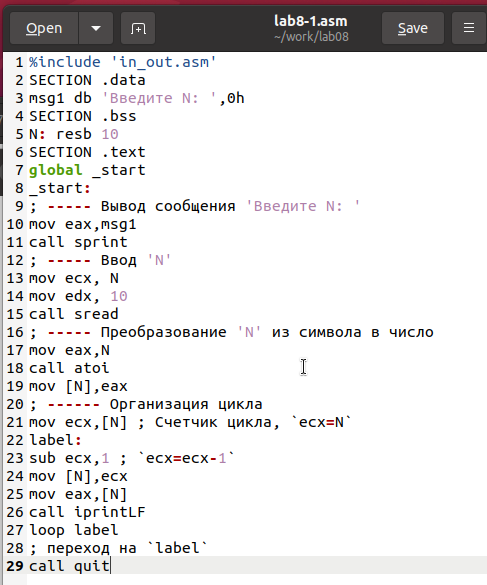 Open
lab8-1.asm
~/work/lab08
Save
1 %include 'in_out.asm'
2 SECTION .data
3 msg1 db 'Введите N: ',0h
4 SECTION .bss
5 N: resb 10
6 SECTION .text
7 global _start
8 _start:
9 ; ----- Вывод сообщения 'Введите N: '
10 mov eax,msg1
11 call sprint
12 ; ----- Ввод 'N'
13 mov ecx, N
14 mov edx, 10
15 call sread
16 ; ----- Преобразование 'N' из символа в число
17 mov eax,N
18 call atoi
19 mov [N],eax
20 ; ------ Организация цикла
21 mov ecx,[N] ; Счетчик цикла, `ecx=N`
22 label:
23 sub ecx,1 ; `ecx=ecx-1`
24 mov [N],ecx
25 mov eax,[N]
26 call iprintLF
27 loop label
28 ; переход на `label`
29 call quit